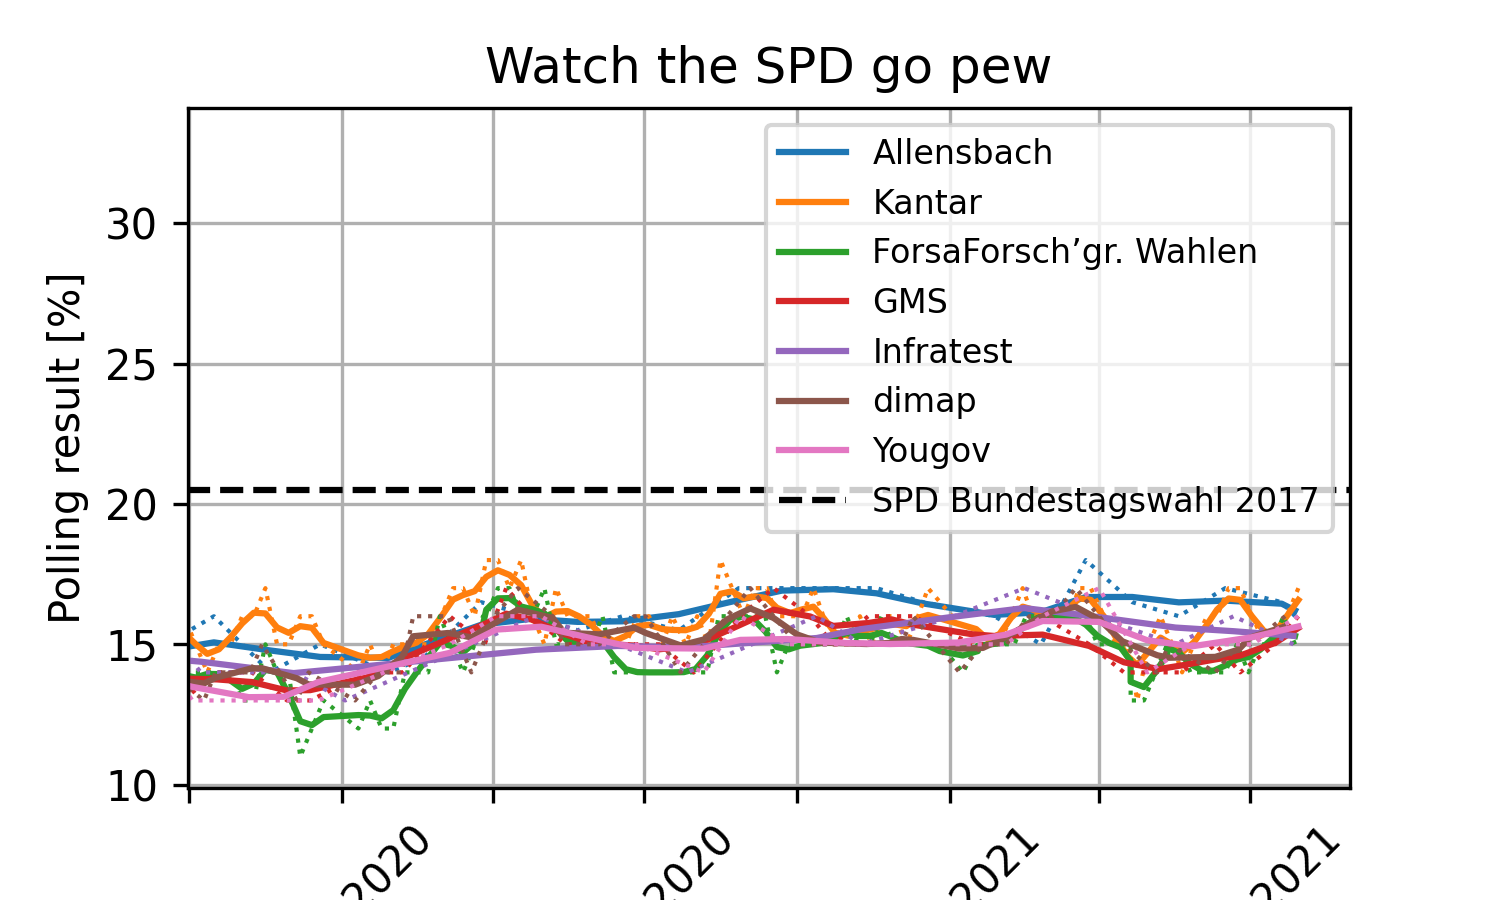 Watch the SPD go pew
Allensbach
Kantar
ForsaForsch’gr. Wahlen
GMS
Infratest
dimap
Yougov
SPD Bundestagswahl 2017
Polling result [%]
30
25
20
15
10
2020
2020
2021
2021